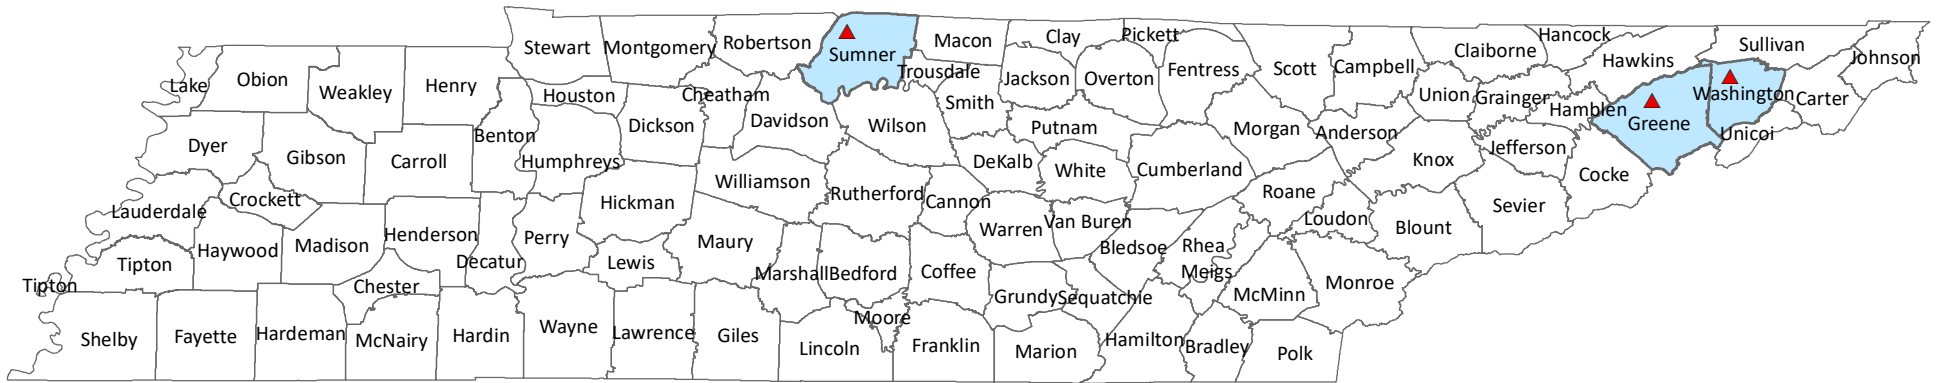 Stewart
Montgomery
Robertson
Sumner
Macon
Clay
Pickett
Fentress
Scott
Campbell
Claiborne
Hancock
Hawkins
Sullivan
Johnson
Lake
Obion
Weakley
Henry
Houston
Cheatham
Trousdale
Jackson
Overton
Union
Grainger
Hamblen
Greene
Washington
Carter
Unicoi
Dyer
Gibson
Carroll
Benton
Humphreys
Dickson
Davidson
Wilson
Smith
Putnam
Morgan
Anderson
Knox
Jefferson
Cocke
Lauderdale
Crockett
Haywood
Madison
Henderson
Decatur
Perry
Hickman
Williamson
Rutherford
Cannon
DeKalb
White
Cumberland
Roane
Loudon
Blount
Sevier
Tipton
Tipton
Chester
Lewis
Maury
Marshall
Bedford
Coffee
Warren
Van Buren
Bledsoe
Rhea
Meigs
McMinn
Monroe
Shelby
Fayette
Hardeman
McNairy
Hardin
Wayne
Lawrence
Giles
Lincoln
Moore
Franklin
Grundy
Sequatchie
Marion
Hamilton
Bradley
Polk